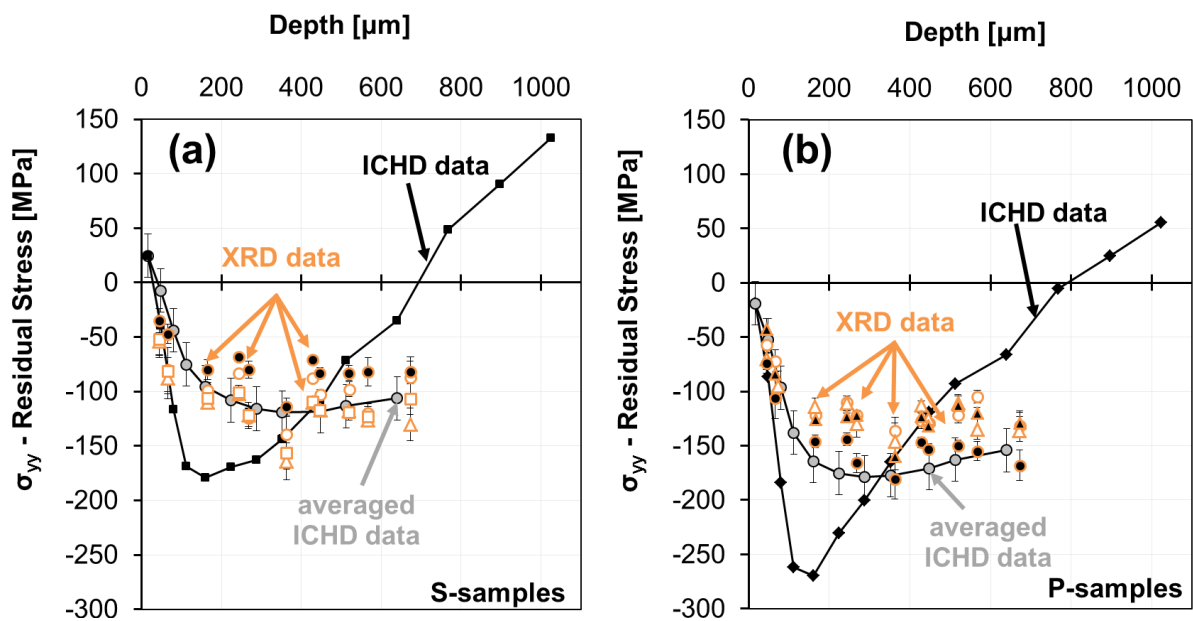 Depth [µm]
0 200 400 600 800 1000
150
100
50
0
-50
-100
-150
-200
-250
-300
σyy - Residual Stress [MPa]
(a)
ICHD data
XRD data
averaged
ICHD data
S-samples
Depth [µm]
0 200 400 600 800 1000
150
100
50
0
-50
-100
-150
-200
-250
-300
σyy - Residual Stress [MPa]
(b)
ICHD data
XRD data
averaged
ICHD data
P-samples